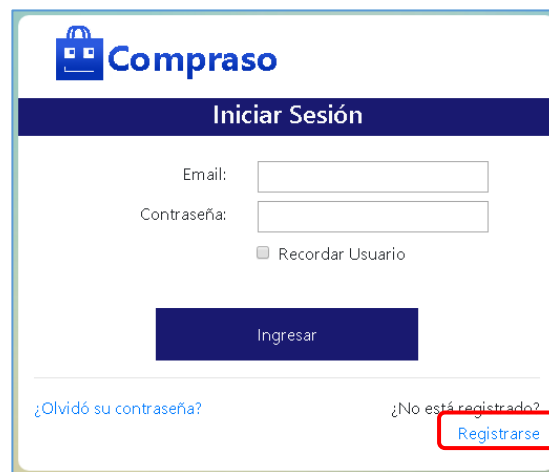 Compraso
Iniciar Sesión
Email:
Contraseña:
Recordar Usuario
Ingresar
¿Olvidó su contraseña?
¿No está registrado?
Registrarse